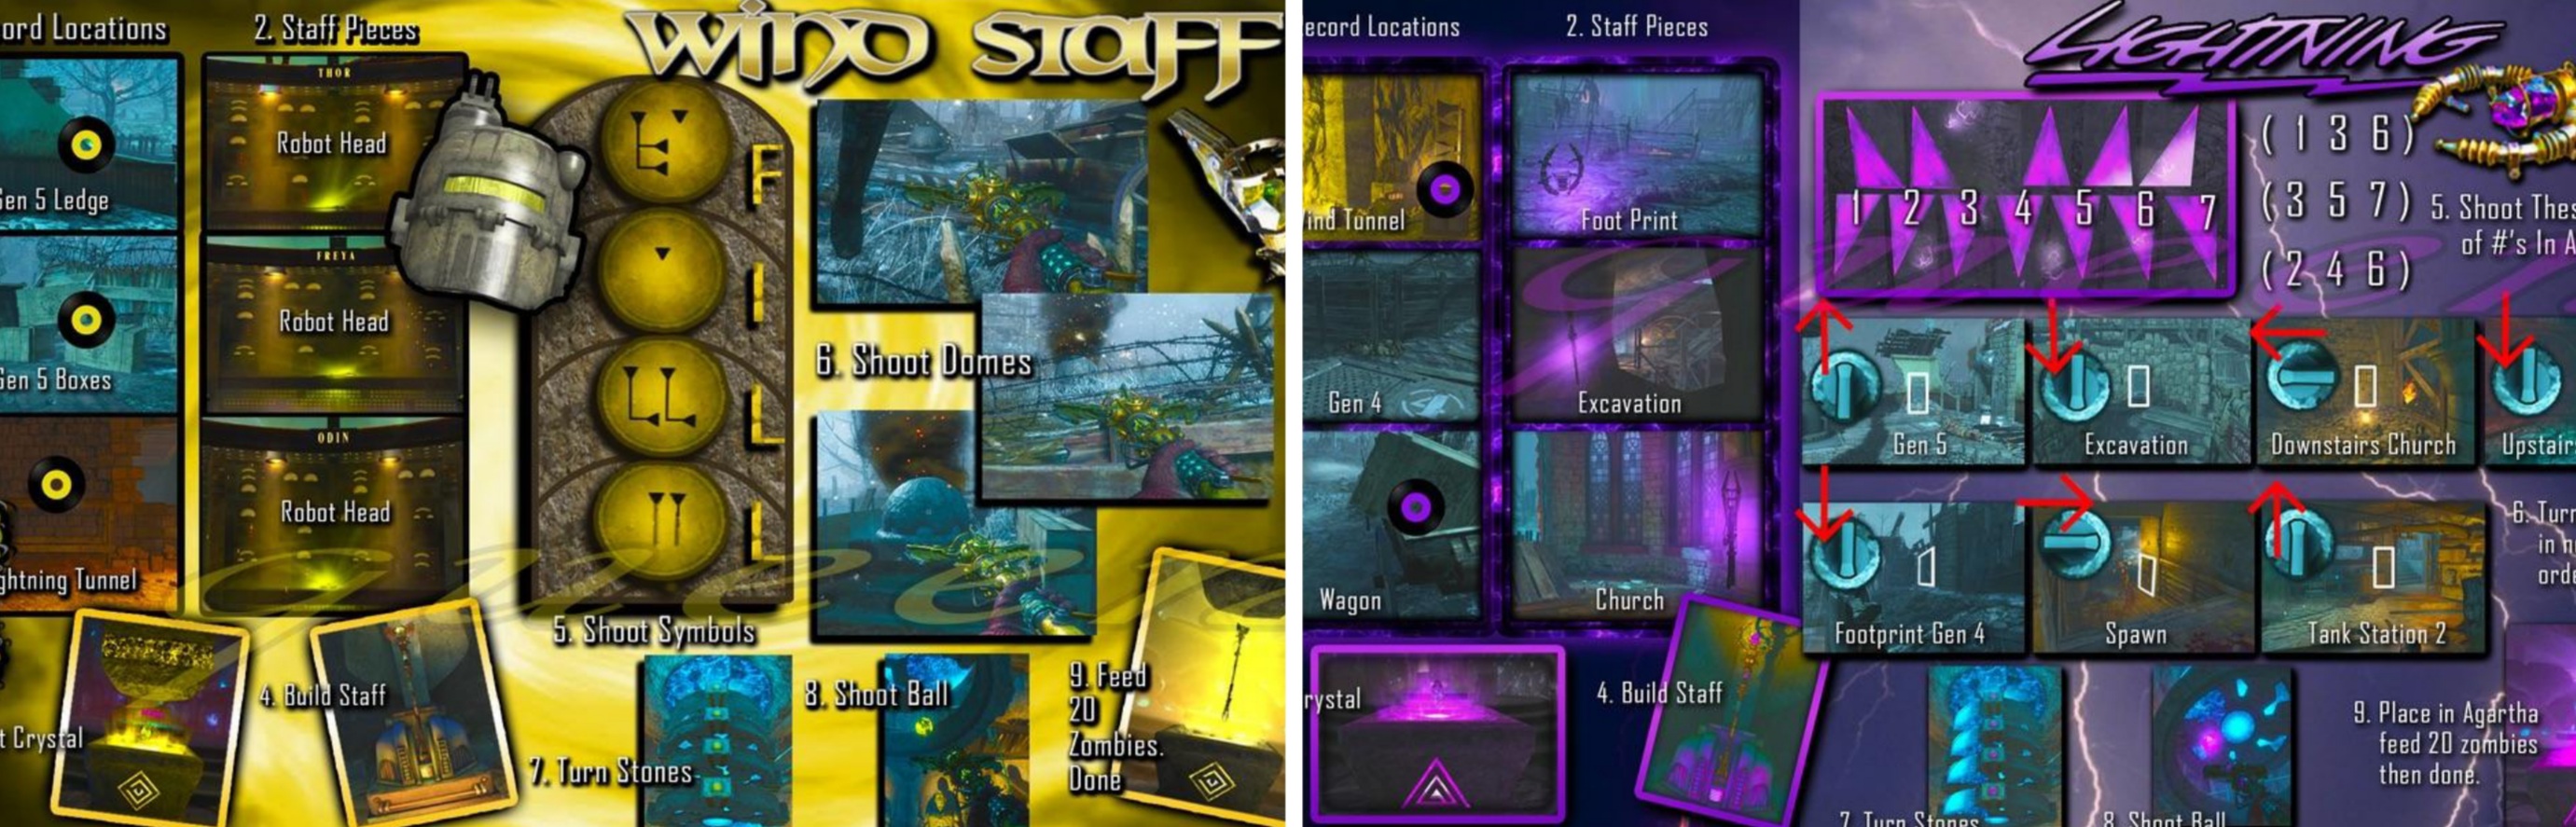 ord Locations
2. Staff Pieces
WIND STAFF
THOR
Robot Head
en 5 Ledge
FREYA
Robot Head
en 5 Boxes
ODIN
Robot Head
ghtning Tunnel
F
I
L
L
5. Shoot Symbols
6. Shoot Domes
t Crystal
4. Build Staff
7. Turn Stones
8. Shoot Ball
9. Feed
20
Zombies.
Done
ecord Locations
2. Staff Pieces
LIGHTNING
ind Tunnel
Foot Print
Gen 4
Excavation
Wagon
Church
1 2 3 4 5 6 7
(1 3 6)
(3 5 7)
(2 4 6)
5. Shoot Thes
of #'s In A
Gen 5
Excavation
Downstairs Church
Upstair
Footprint Gen 4
Spawn
Tank Station 2
6. Turn
in n
orde
rystal
4. Build Staff
7. Turn Stones
8. Shoot Ball
9. Place in Agartha
feed 20 zombies
then done.